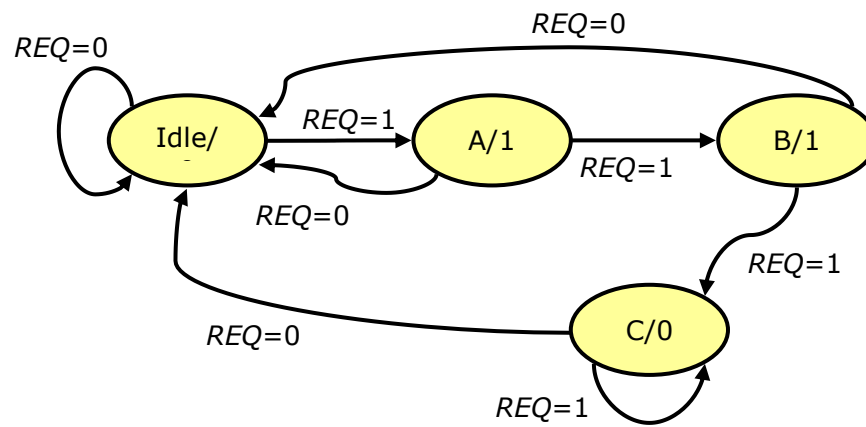 REQ=0
REQ=0
REQ=1
Idle/
A/1
B/1
REQ=1
REQ=0
REQ=1
C/0
REQ=0
REQ=1